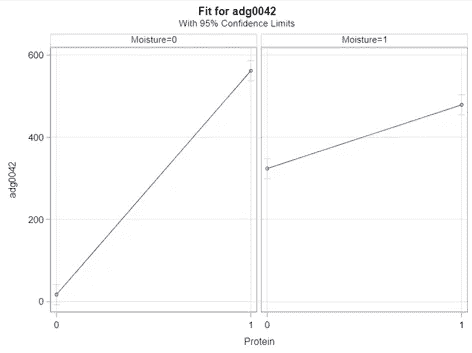 Fit for adg0042
With 95% Confidence Limits
Moisture=0
Moisture=1
600
400
200
0
adg0042
0
1
0
1
Protein